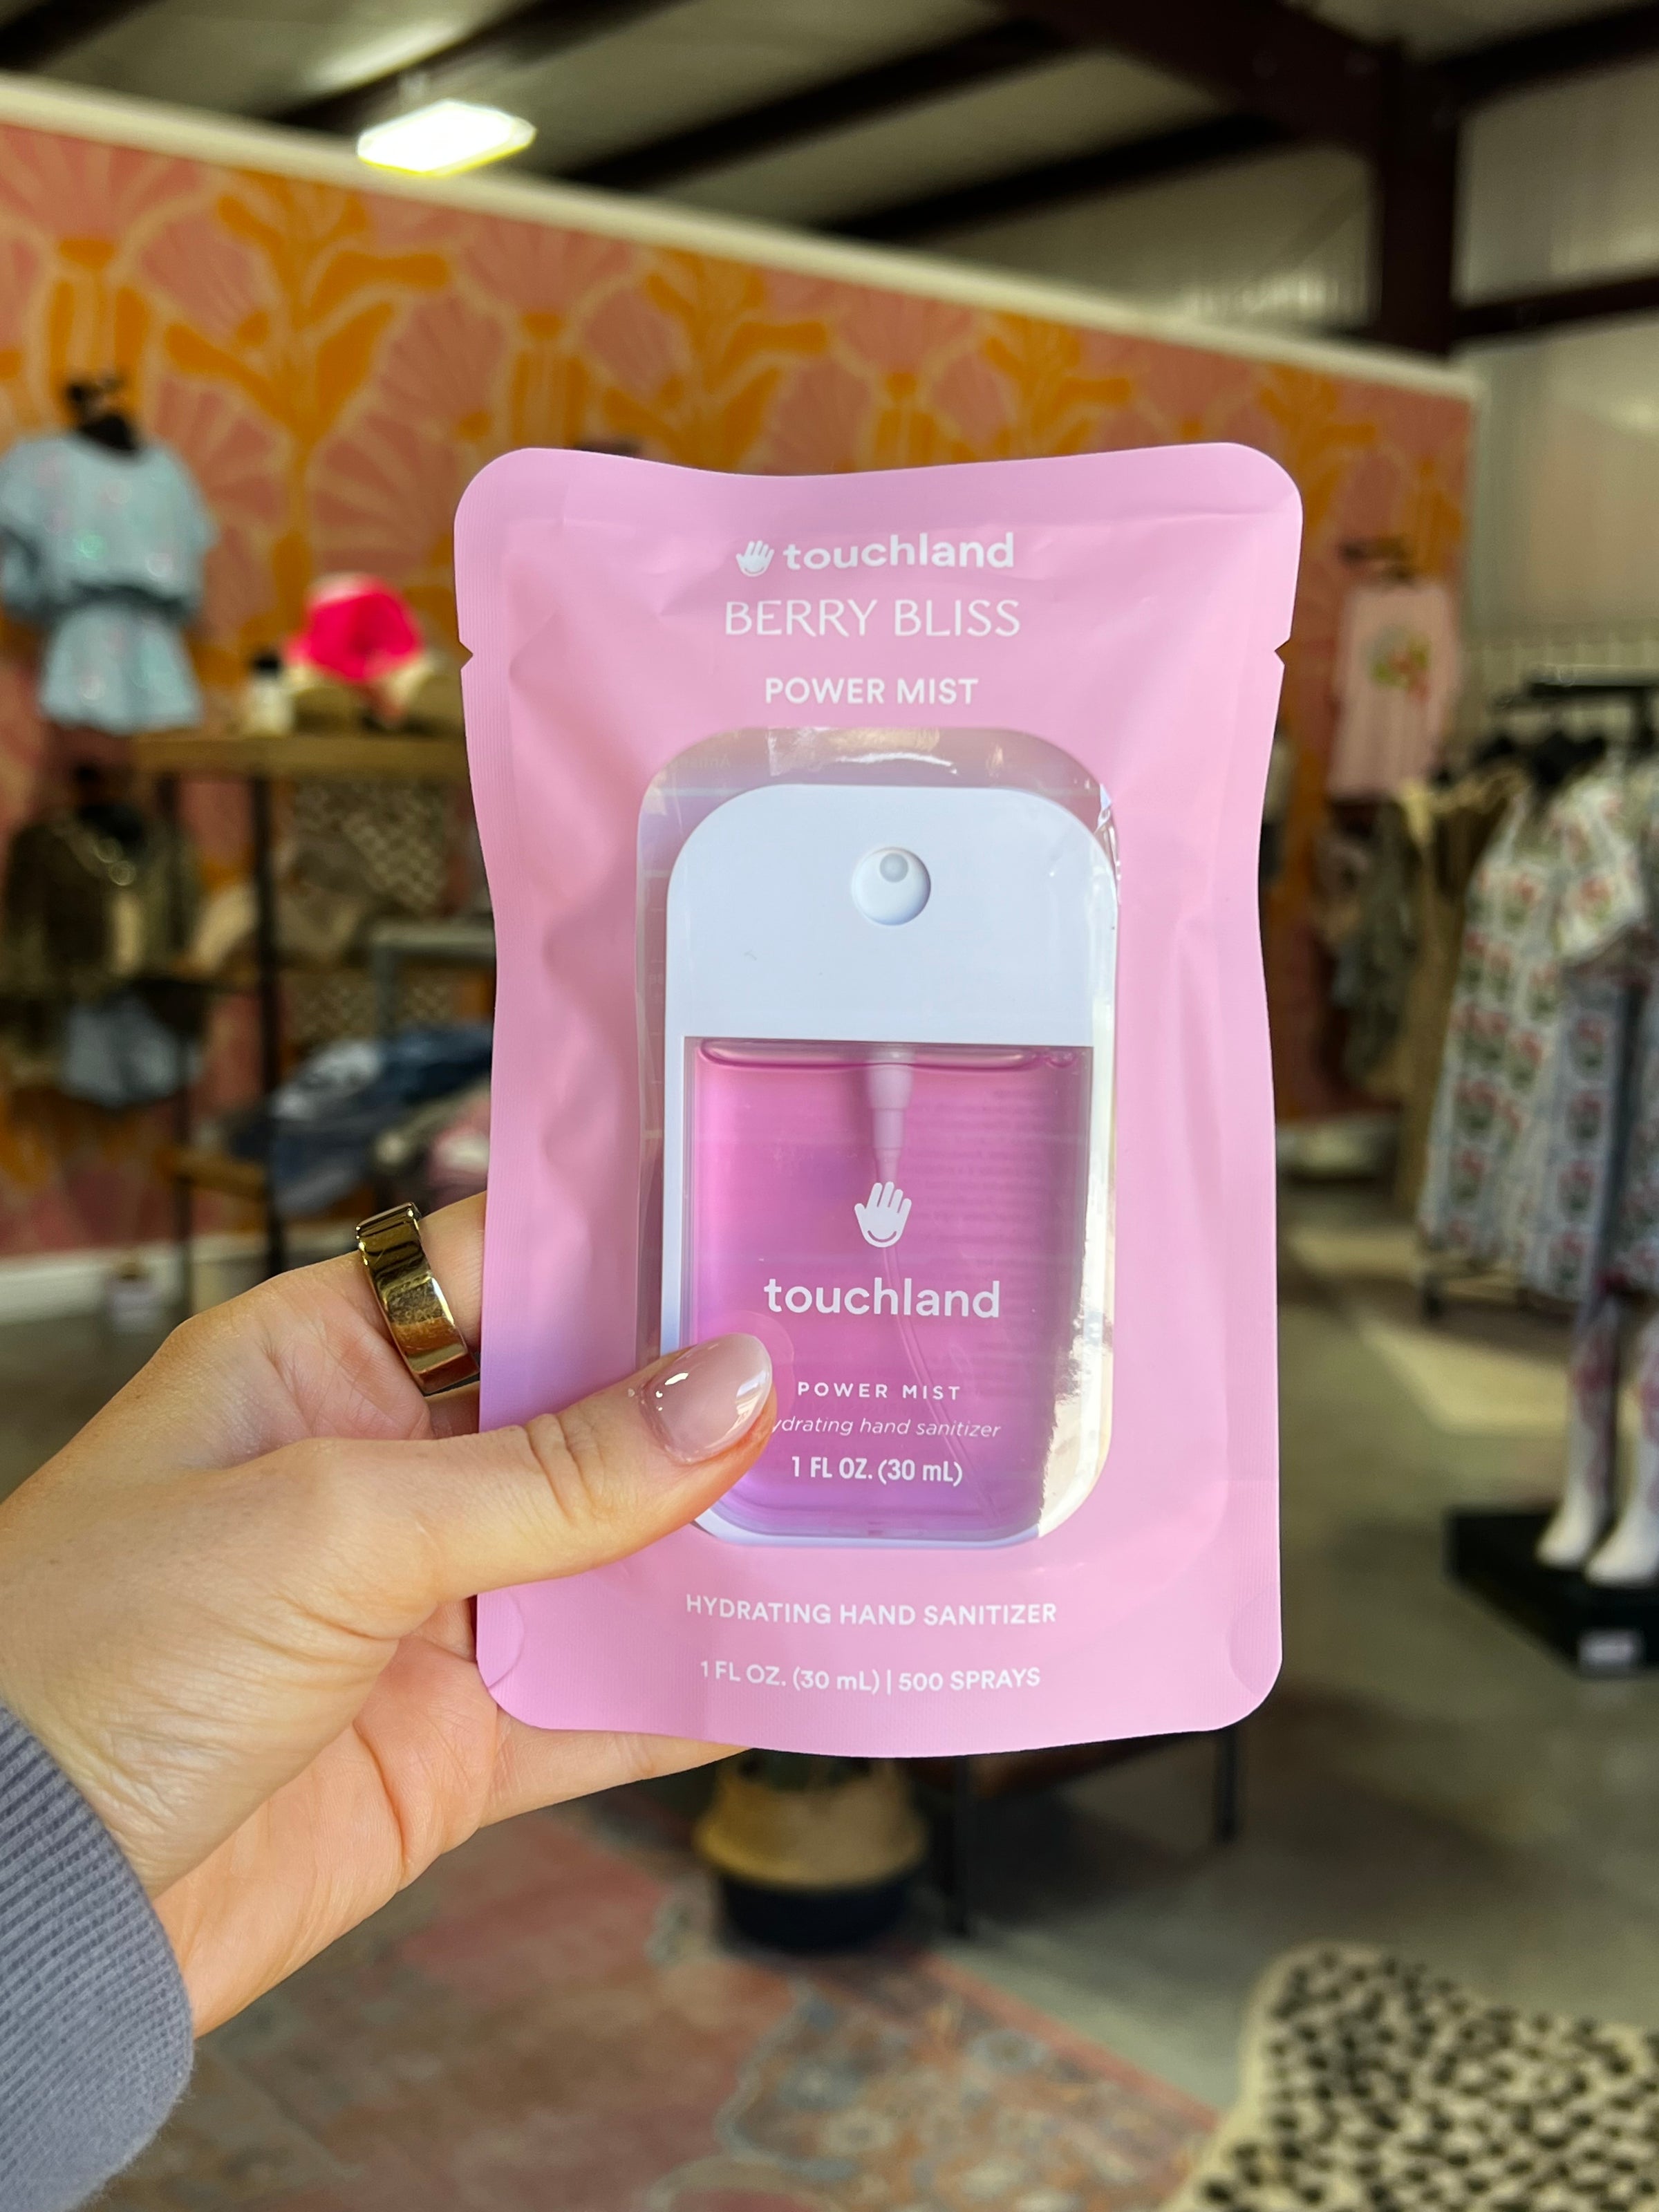 touchland
BERRY BLISS
POWER MIST
touchland
POWER MIST
ydrating hand sanitizer
1 FL OZ. (30 mL)
HYDRATING HAND SANITIZER
1 FL OZ. (30 mL) | 500 SPRAYS